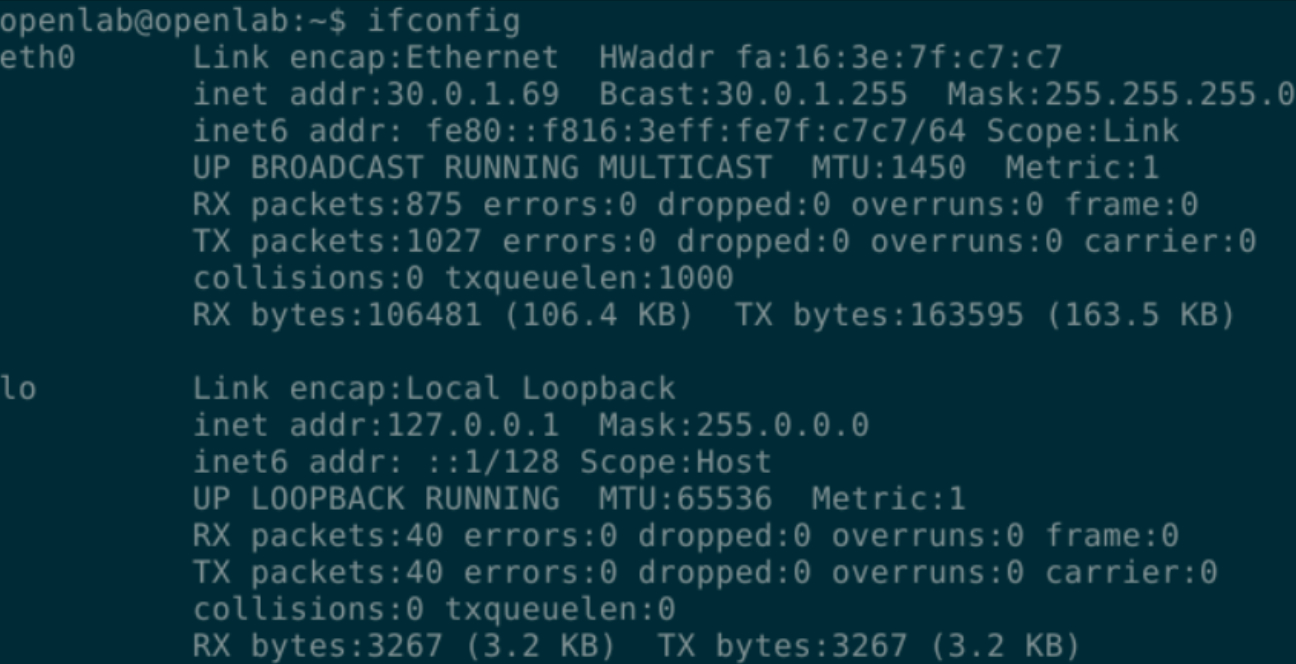 openlab@openlab:~$ ifconfig
eth0      Link encap:Ethernet  HWaddr fa:16:3e:7f:c7:c7
          inet addr:30.0.1.69  Bcast:30.0.1.255  Mask:255.255.255.0
          inet6 addr: fe80::f816:3eff:fe7f:c7c7/64 Scope:Link
          UP BROADCAST RUNNING MULTICAST  MTU:1450  Metric:1
          RX packets:875 errors:0 dropped:0 overruns:0 frame:0
          TX packets:1027 errors:0 dropped:0 overruns:0 carrier:0
          collisions:0 txqueuelen:1000
          RX bytes:106481 (106.4 KB)  TX bytes:163595 (163.5 KB)

lo        Link encap:Local Loopback
          inet addr:127.0.0.1  Mask:255.0.0.0
          inet6 addr: ::1/128 Scope:Host
          UP LOOPBACK RUNNING  MTU:65536  Metric:1
          RX packets:40 errors:0 dropped:0 overruns:0 frame:0
          TX packets:40 errors:0 dropped:0 overruns:0 carrier:0
          collisions:0 txqueuelen:0
          RX bytes:3267 (3.2 KB)  TX bytes:3267 (3.2 KB)